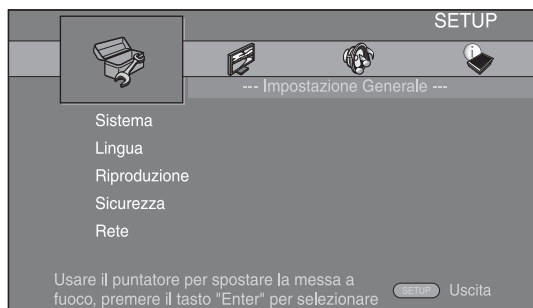 SETUP
--- Impostazione Generale ---
Sistema
Lingua
Riproduzione
Sicurezza
Rete
Usare il puntatore per spostare la messa a
fuoco, premere il tasto "Enter" per selezionare
SETUP Uscita